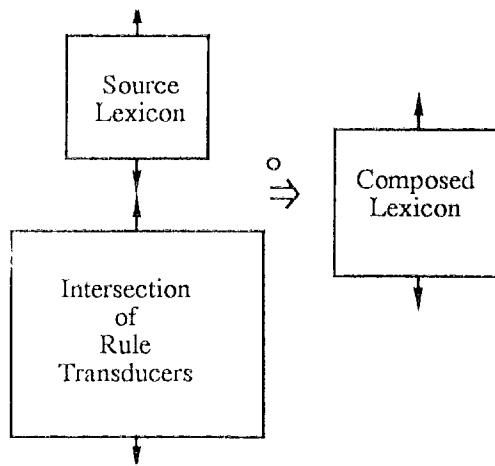 Source
Lexicon
o
Composed
Lexicon
Intersection
of
Rule
Transducers